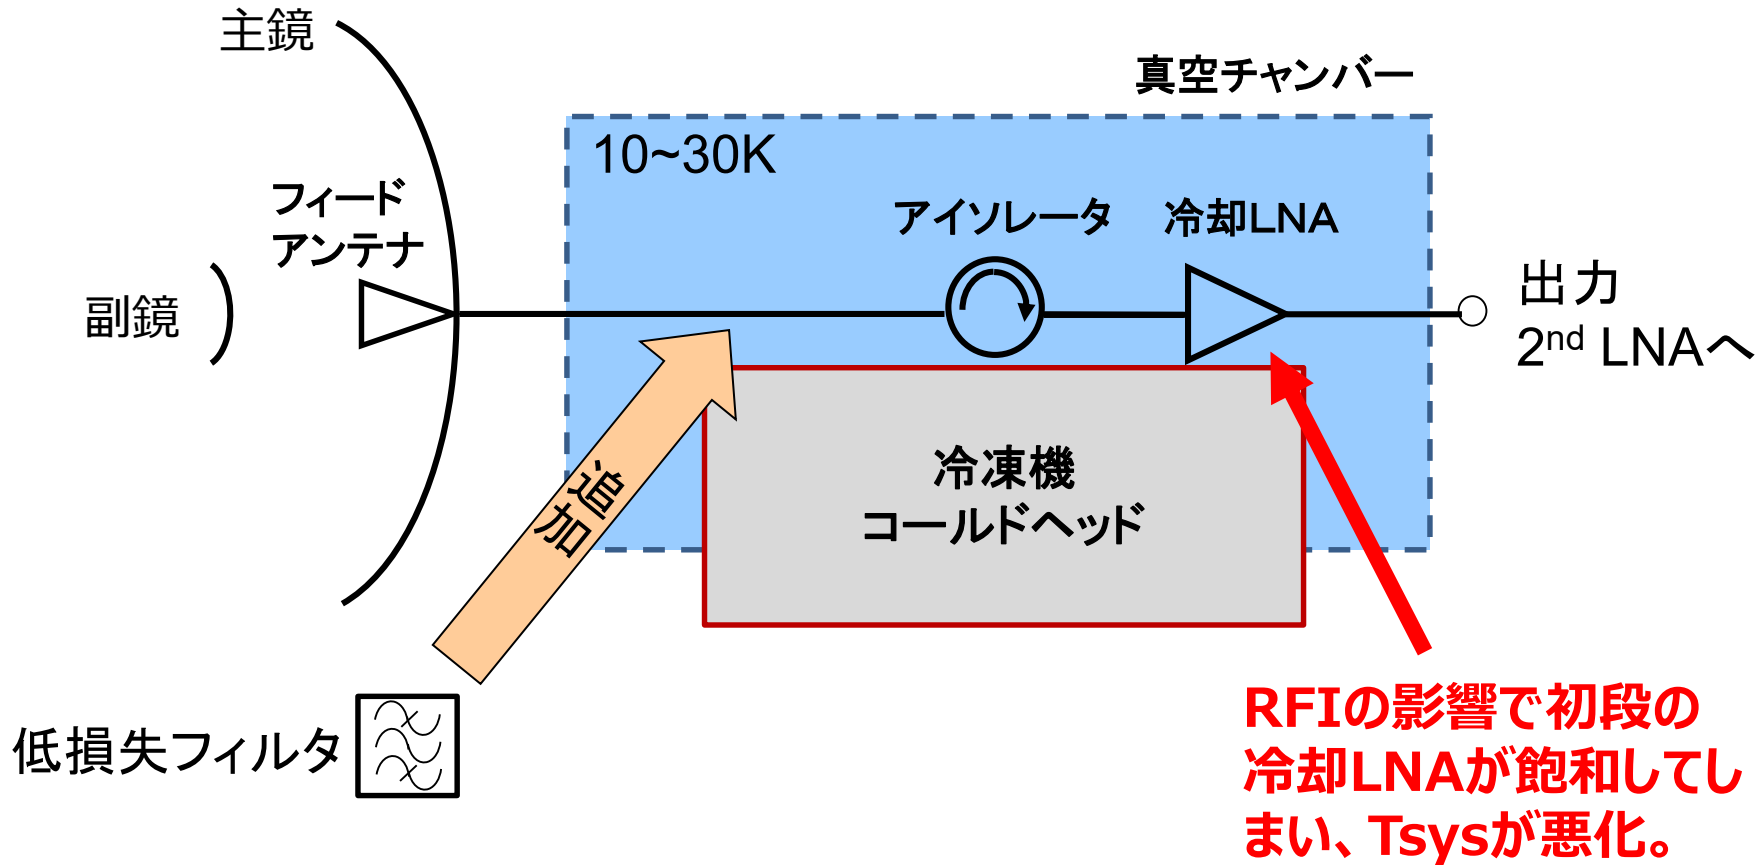 主鏡
真空チャンバー
10~30K
フィード
アンテナ
アイソレータ
冷却LNA
副鏡
出力
2nd LNAへ
冷凍機
コールドヘッド
追加
低損失フィルタ
RFIの影響で初段の
冷却LNAが飽和してし
まい、Tsysが悪化。